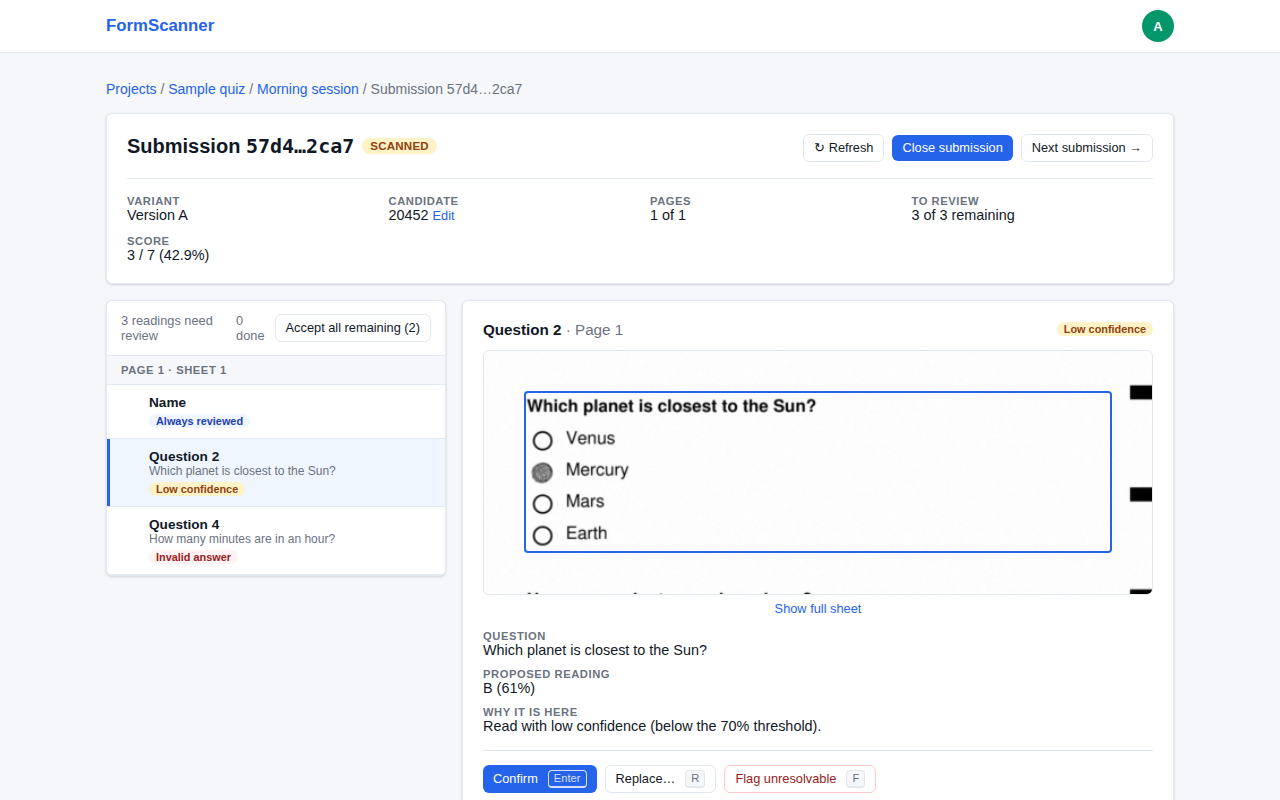 FormScanner
A
Projects / Sample quiz / Morning session / Submission 57d4…2ca7
Submission 57d4…2ca7 SCANNED
↻ Refresh
Close submission
Next submission →
VARIANT
Version A
CANDIDATE
20452 Edit
PAGES
1 of 1
TO REVIEW
3 of 3 remaining
SCORE
3 / 7 (42.9%)
3 readings need
review
0
done
Accept all remaining (2)
PAGE 1 · SHEET 1
Name
Always reviewed
Question 2
Which planet is closest to the Sun?
Low confidence
Question 4
How many minutes are in an hour?
Invalid answer
Question 2 · Page 1
Low confidence
Which planet is closest to the Sun?
Venus
Mercury
Mars
Earth
Show full sheet
QUESTION
Which planet is closest to the Sun?
PROPOSED READING
B (61%)
WHY IT IS HERE
Read with low confidence (below the 70% threshold).
Confirm Enter
Replace… R
Flag unresolvable F